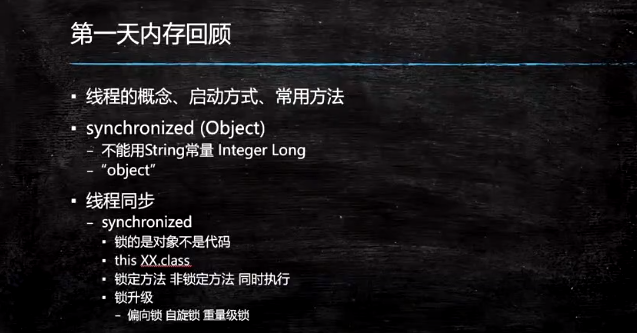 第一天内存回顾
▪ 线程的概念、启动方式、常用方法
▪ synchronized (Object)
– 不能用String常量 Integer Long
– “object”
▪ 线程同步
– synchronized
▪ 锁的是对象不是代码
▪ this XX.class
▪ 锁定方法 非锁定方法 同时执行
▪ 锁升级
– 偏向锁 自旋锁 重量级锁